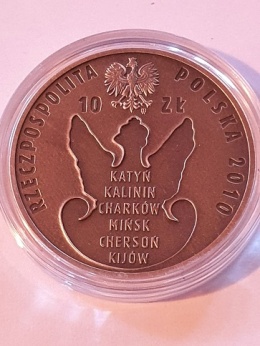 RZECZPOSPOLITA POLSKA 2010
10 ZŁ
KATYŃ
KALININ
CHARKÓW
MIŃSK
CHERSOŃ
KIJÓW